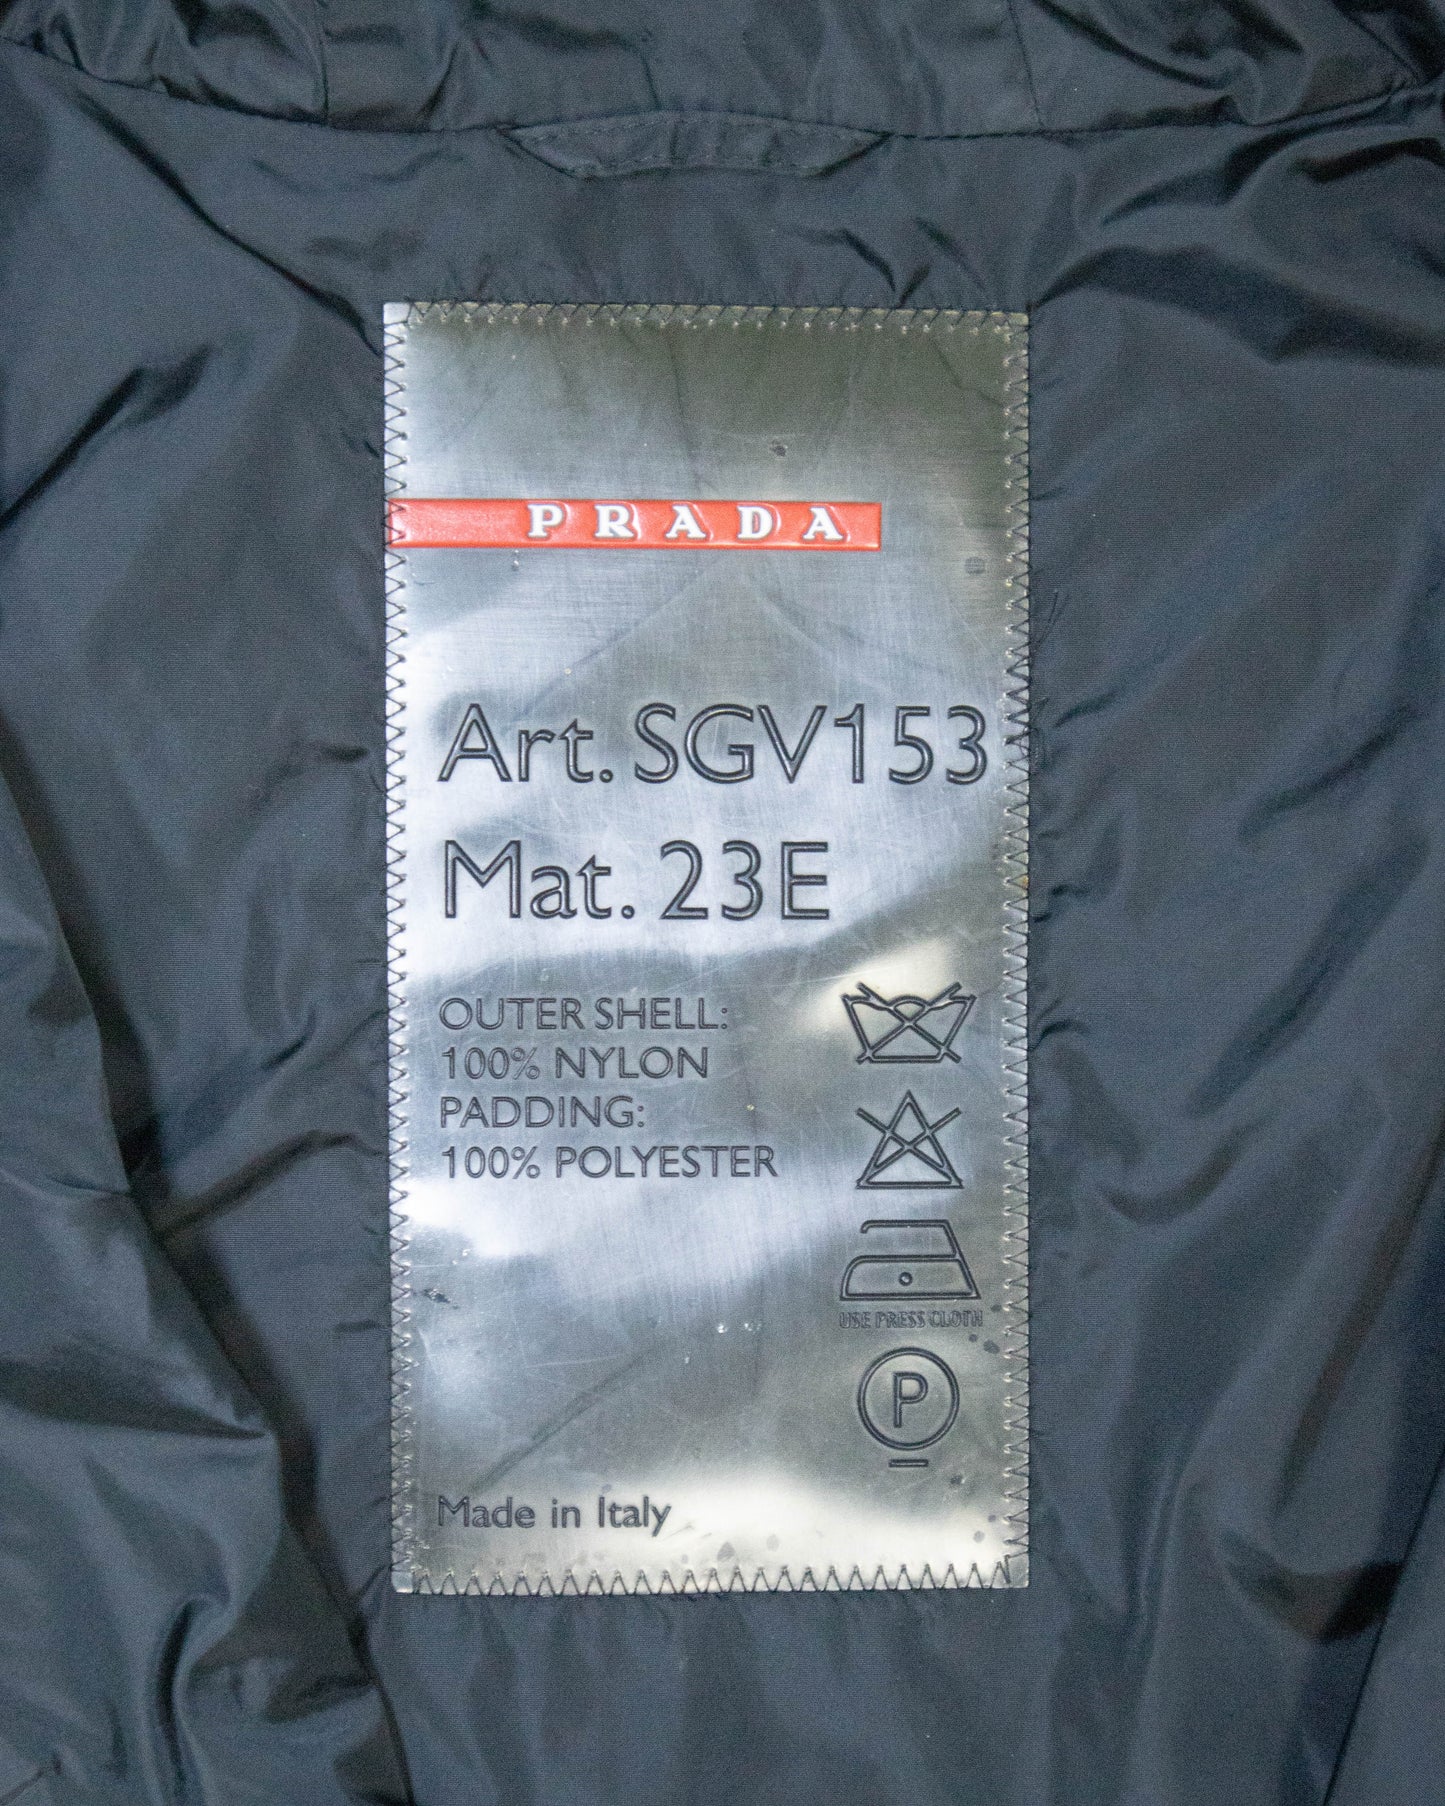 PRADA
Art. SGV153
Mat. 23E
OUTER SHELL:
100% NYLON
PADDING:
100% POLYESTER
USE PRESS CLOTH
P
Made in Italy